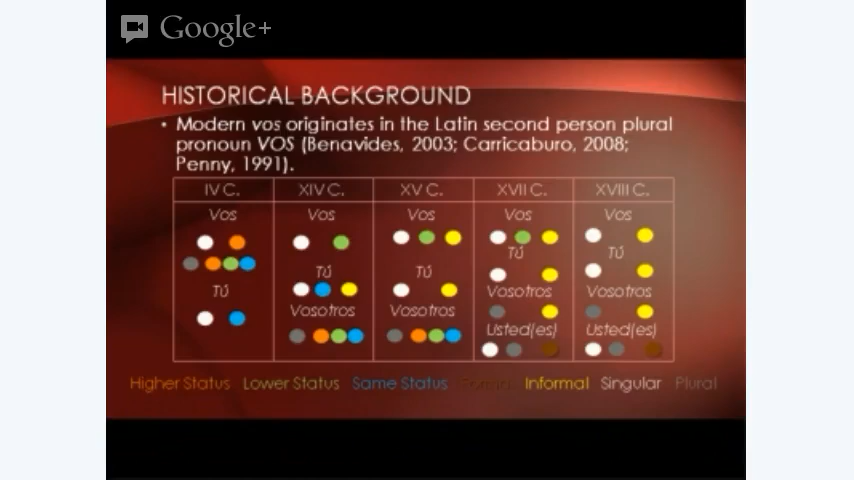 Google+
HISTORICAL BACKGROUND
• Modern vos originates in the Latin second person plural
pronoun VOS (Benavides, 2003; Carricaburo, 2008;
Penny, 1991).
IV C. XIV C. XV C. XVII C. XVIII C.
Vos Vos Vos Vos Vos
Tú Tú
Tú Tú Tú
Vosotros Vosotros
Vosotros Vosotros
Usted(es) Usted(es)
Higher Status Lower Status Same Status Formal Informal Singular Plural